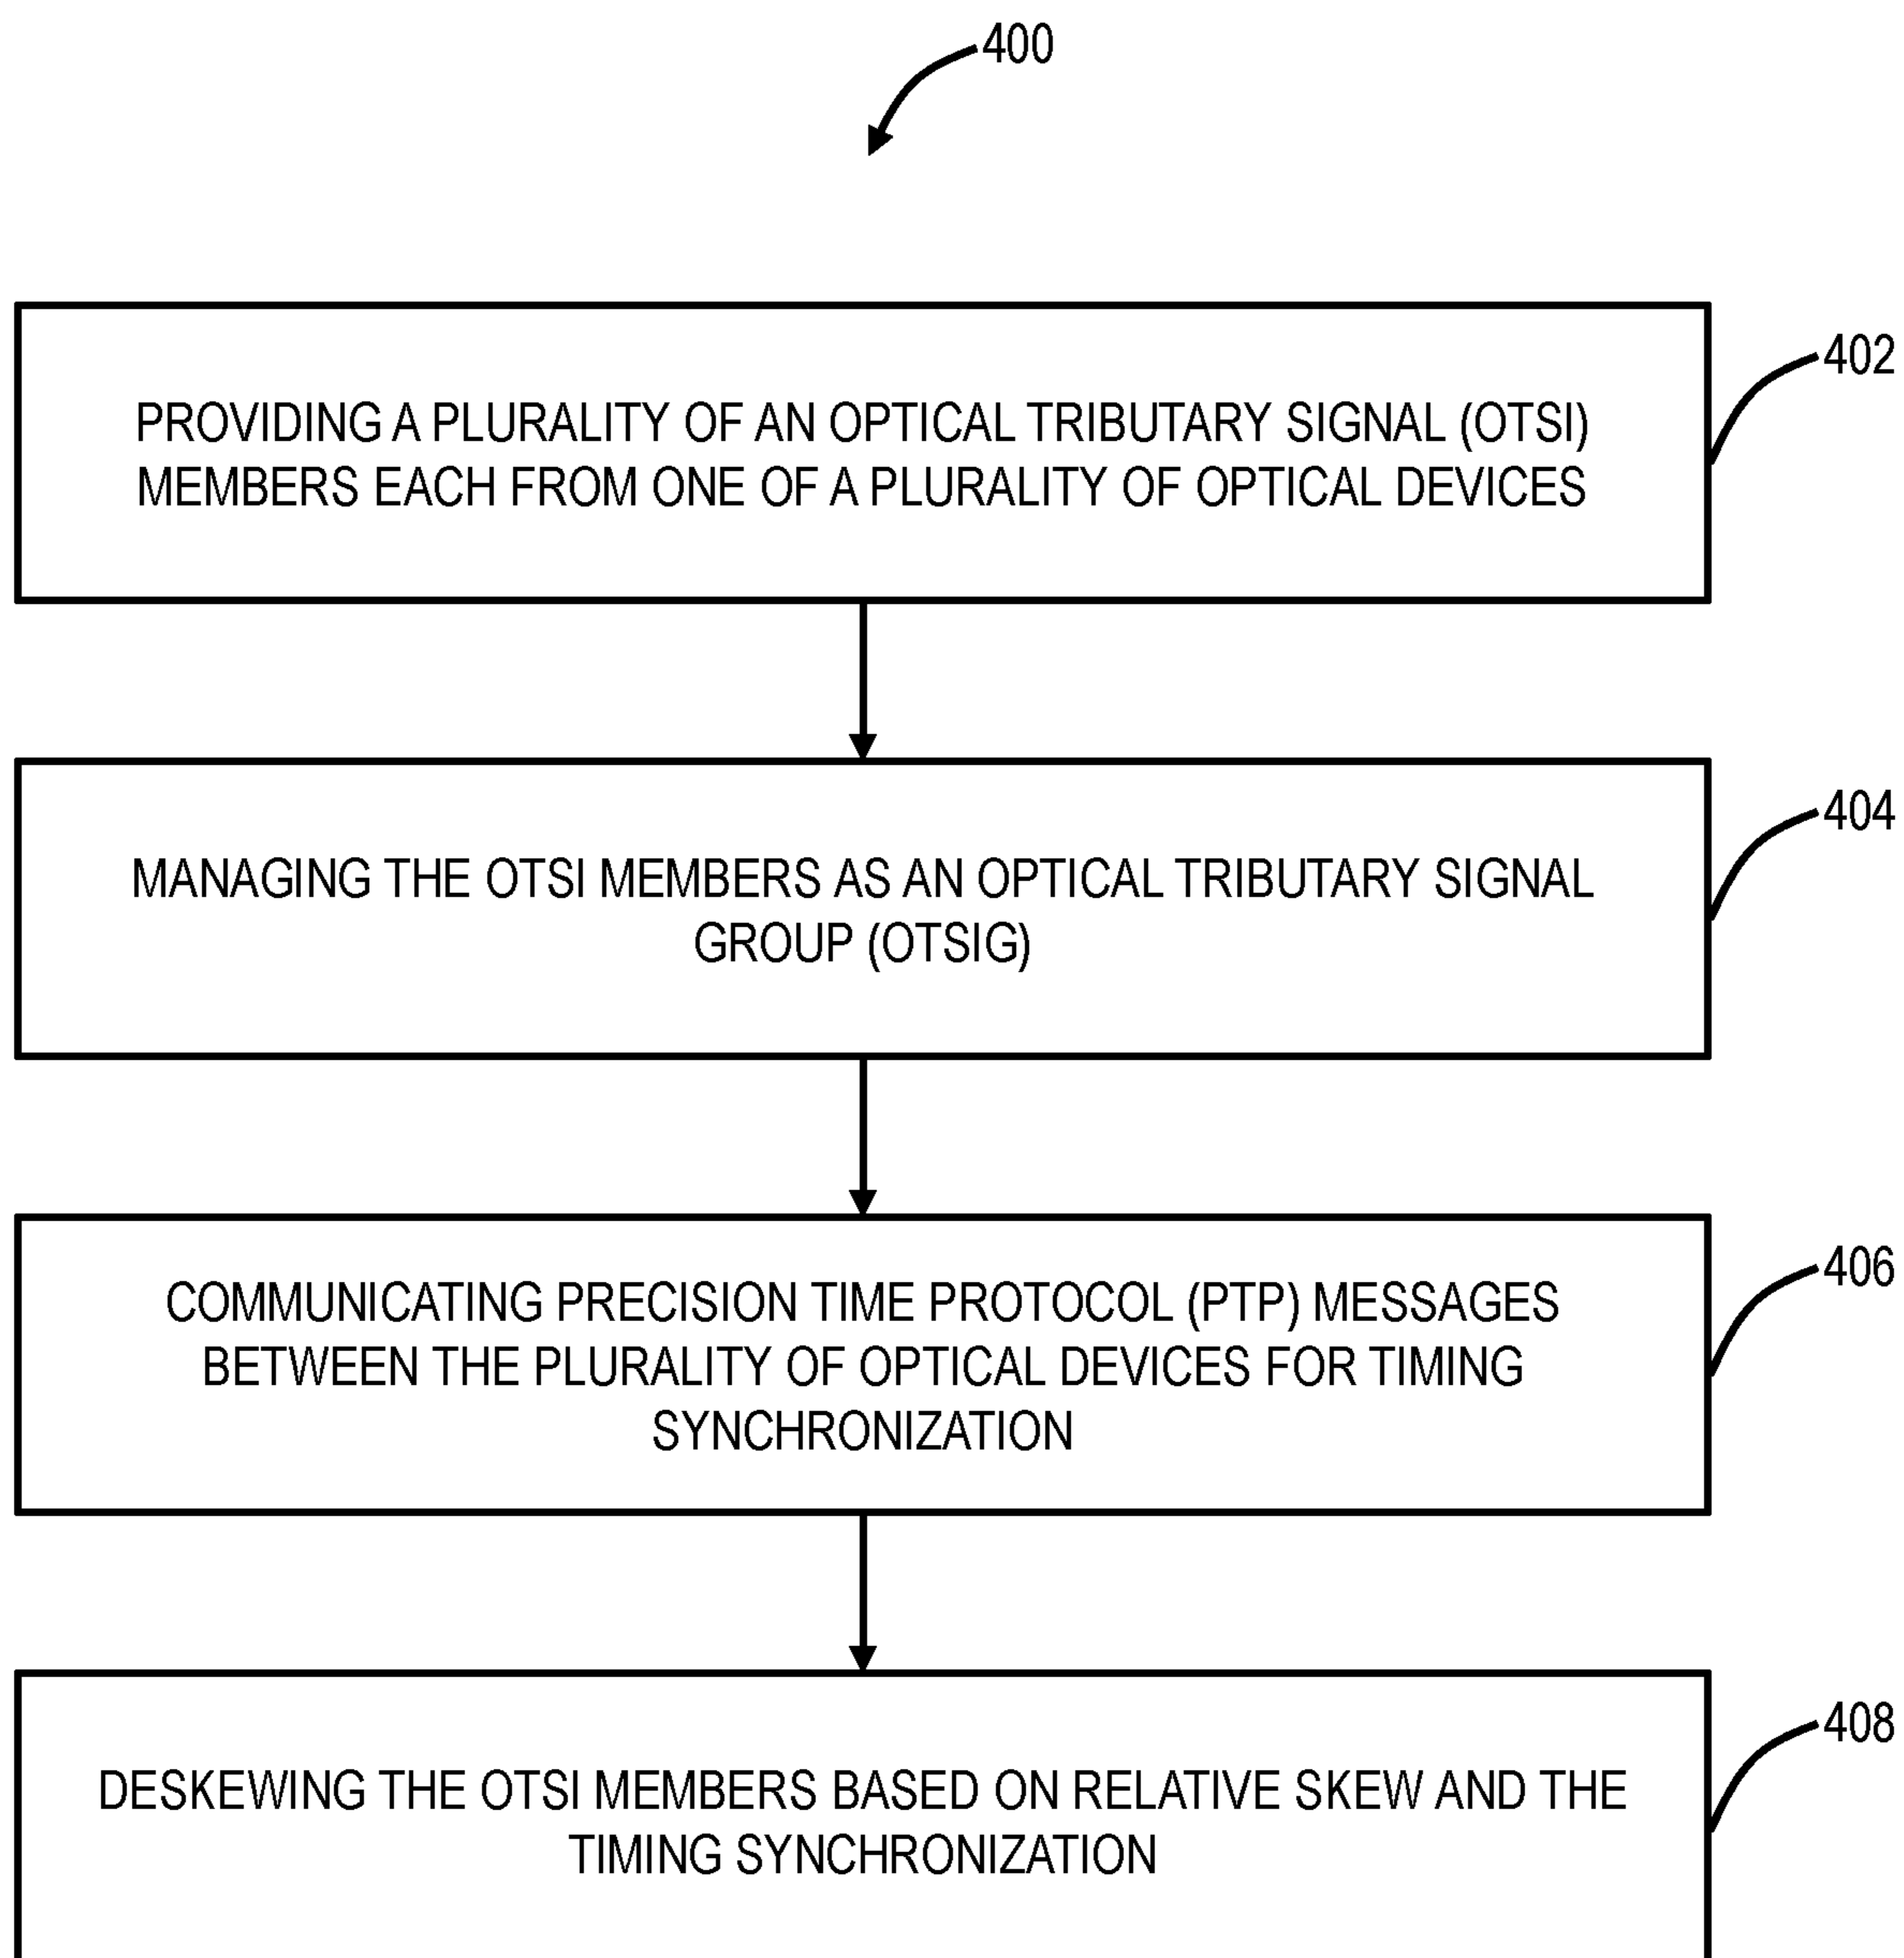 400
402
PROVIDING A PLURALITY OF AN OPTICAL TRIBUTARY SIGNAL (OTSI)
MEMBERS EACH FROM ONE OF A PLURALITY OF OPTICAL DEVICES
404
MANAGING THE OTSI MEMBERS AS AN OPTICAL TRIBUTARY SIGNAL
GROUP (OTSIG)
406
COMMUNICATING PRECISION TIME PROTOCOL (PTP) MESSAGES
BETWEEN THE PLURALITY OF OPTICAL DEVICES FOR TIMING
SYNCHRONIZATION
408
DESKEWING THE OTSI MEMBERS BASED ON RELATIVE SKEW AND THE
TIMING SYNCHRONIZATION